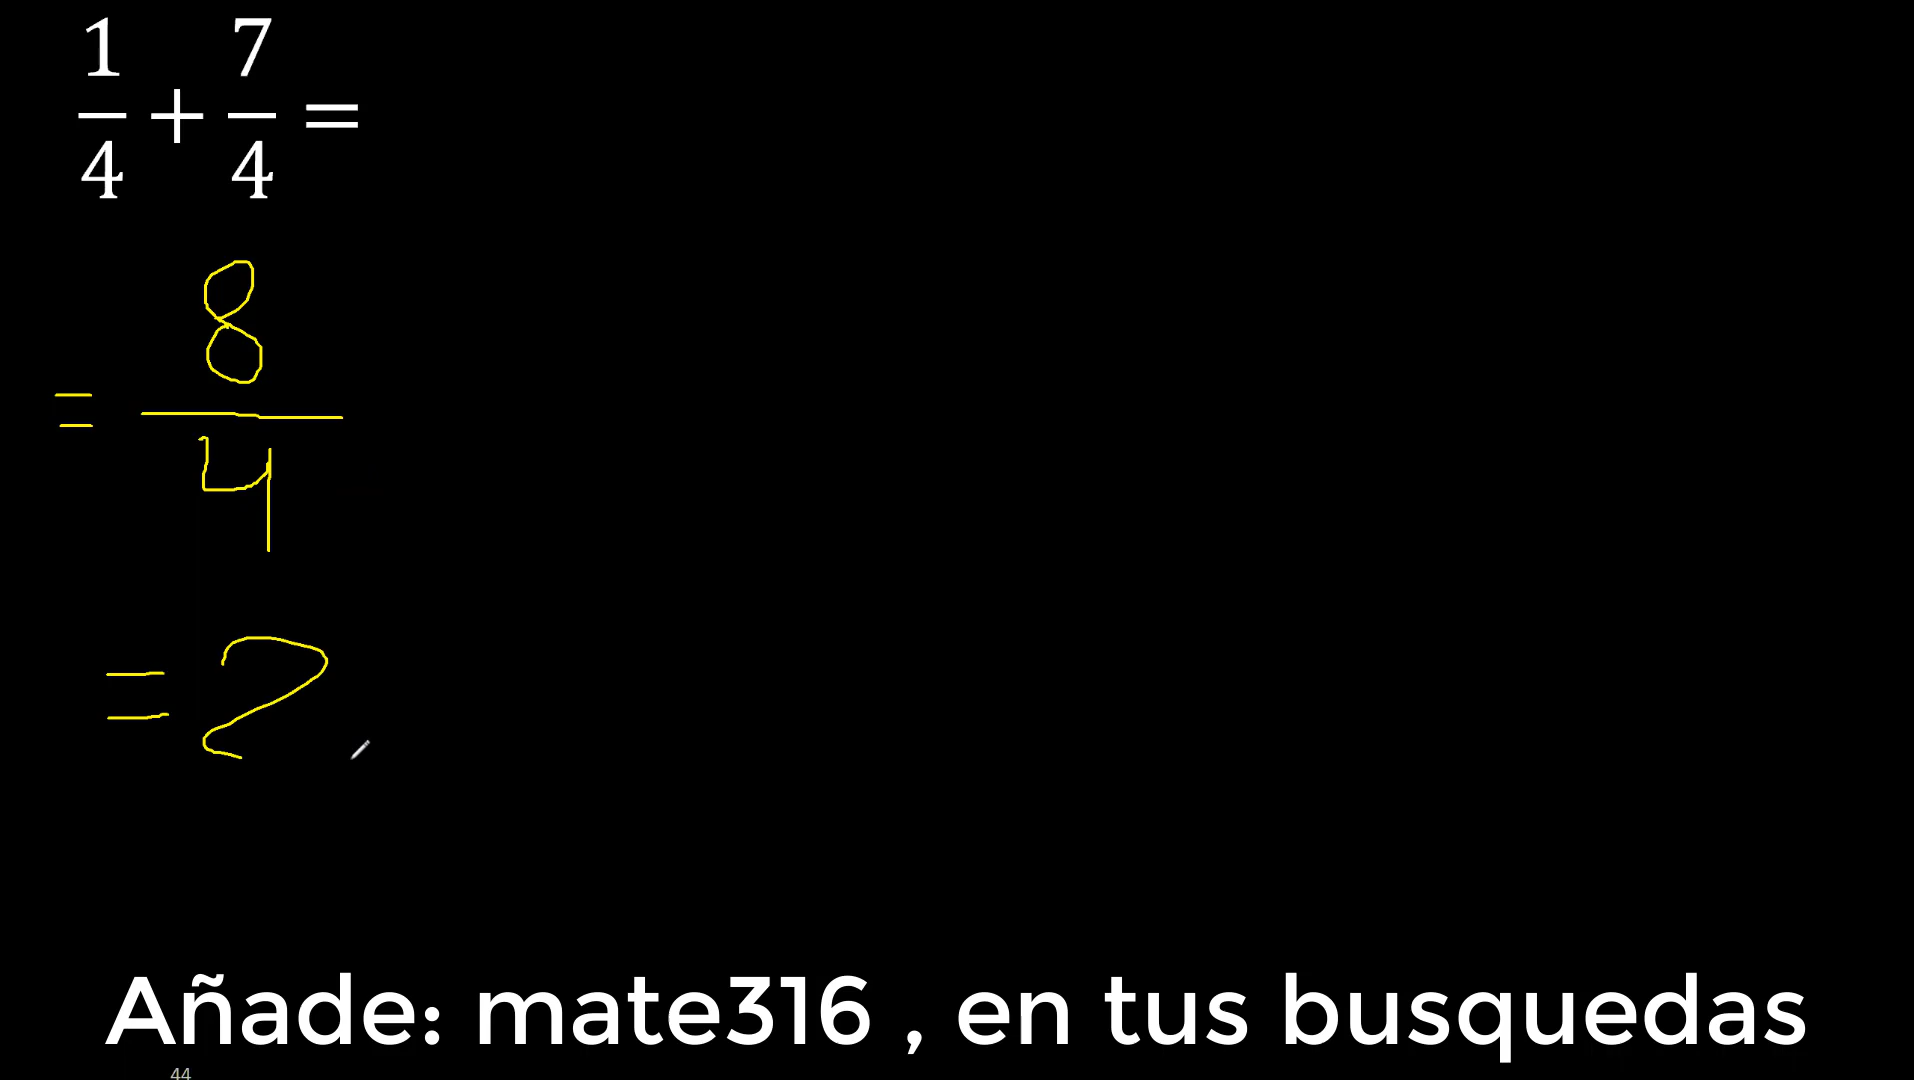 1/4 + 7/4 =
= 8/4
= 2
Añade: mate316 , en tus busquedas
44